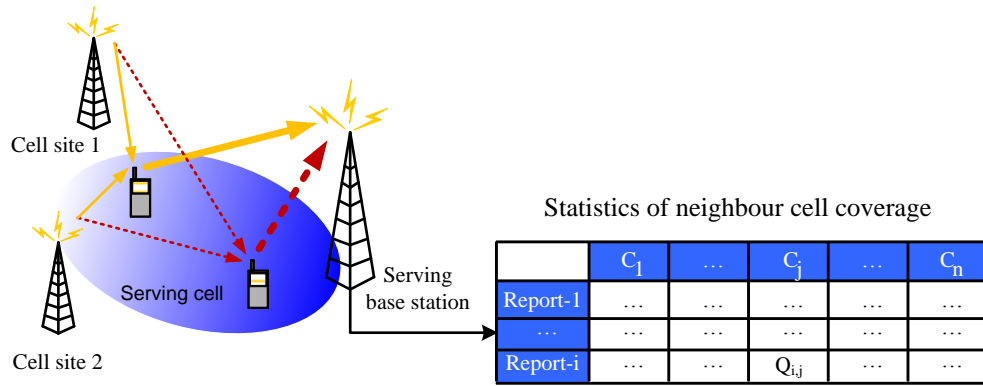 Cell site 1
Serving cell
Cell site 2
Serving
base station
Statistics of neighbour cell coverage
C1 … Cj … Cn
Report-1 … … … … …
… … … … … …
Report-i … … Qi,j … …